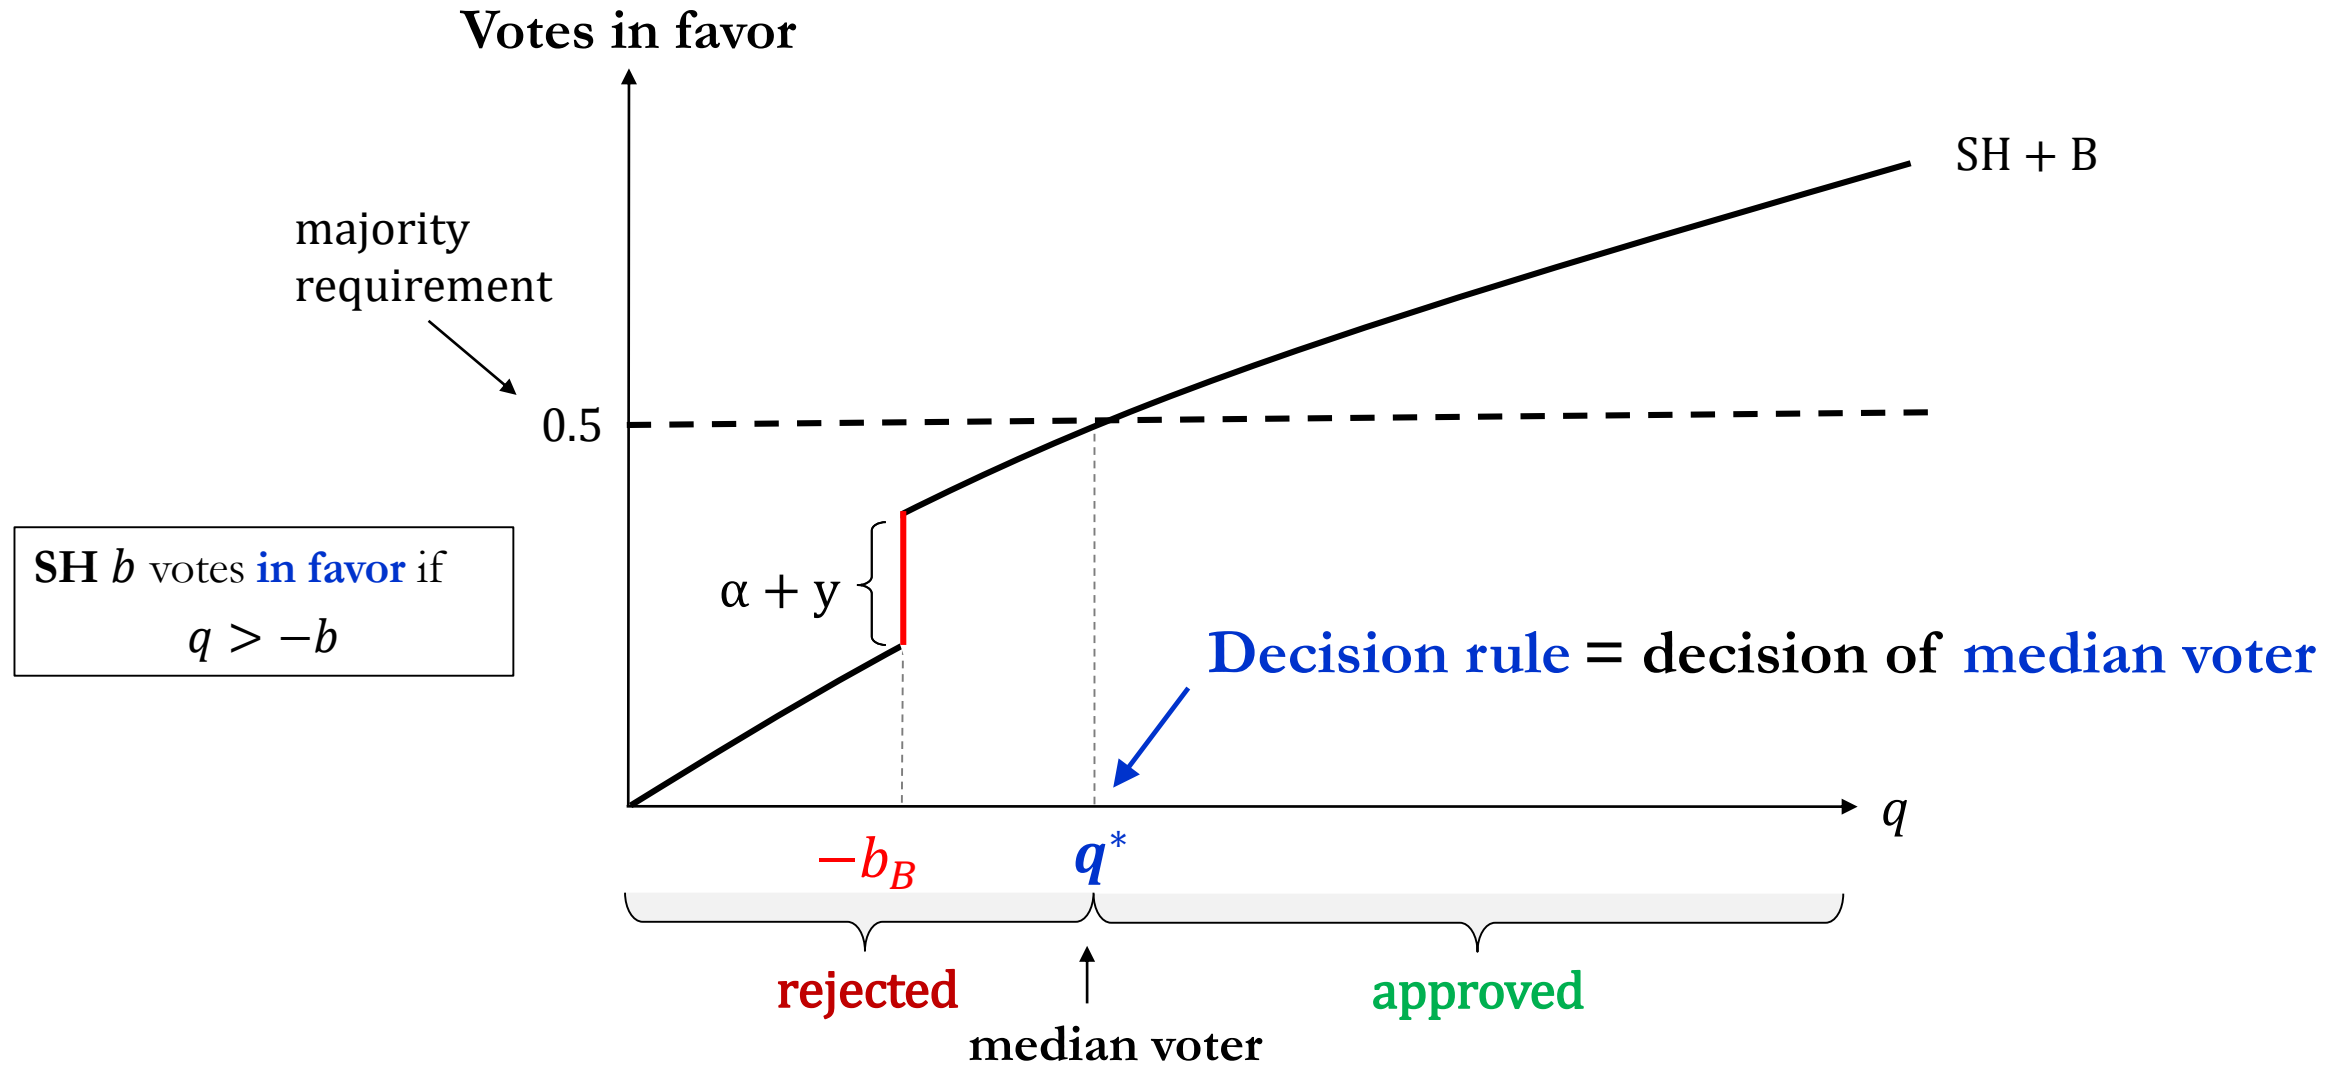 Votes in favor
SH + B
majority
requirement
0.5
SH b votes in favor if
q > −b
α + y
Decision rule = decision of median voter
q
−b_B
q*
rejected
approved
median voter